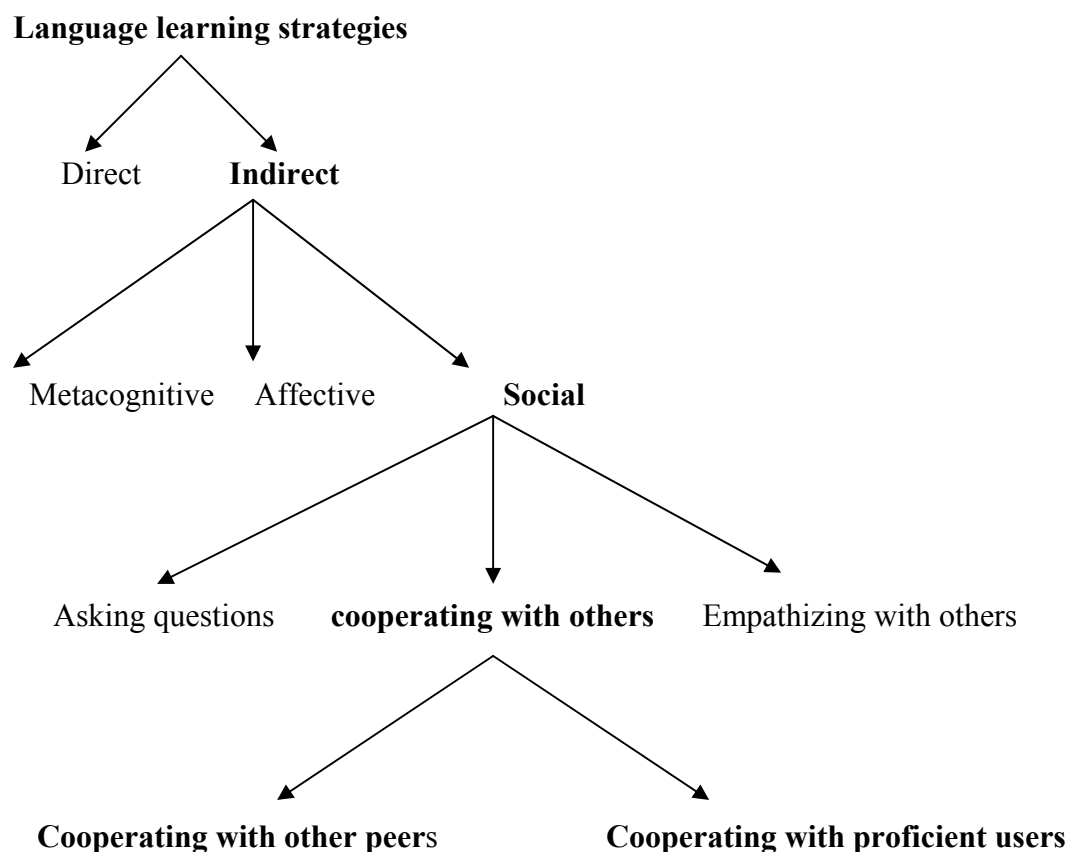 Language learning strategies
Direct Indirect
Metacognitive Affective Social
Asking questions cooperating with others Empathizing with others
Cooperating with other peers Cooperating with proficient users